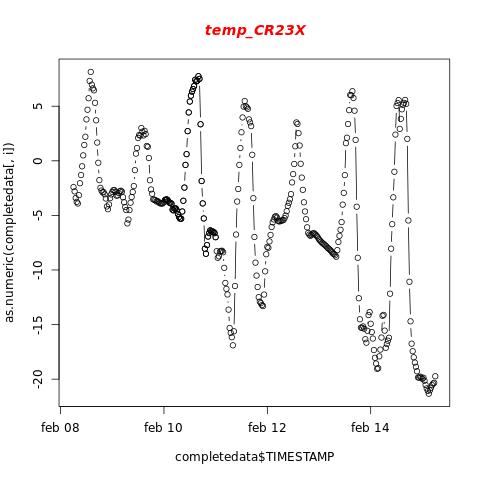 temp_CR23X
as.numeric(completedata[, i])
5
0
-5
-10
-15
-20
feb 08
feb 10
feb 12
feb 14
completedata$TIMESTAMP